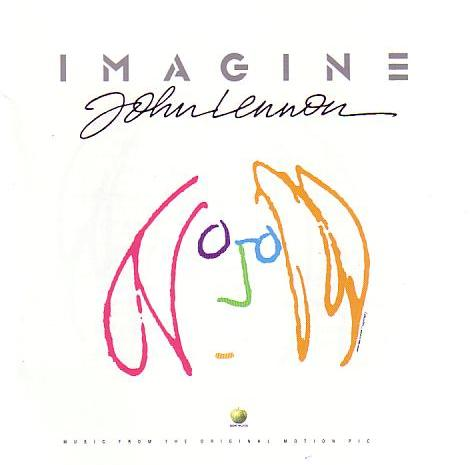 IMAGINE
John Lennon
MUSIC FROM THE ORIGINAL MOTION PIC